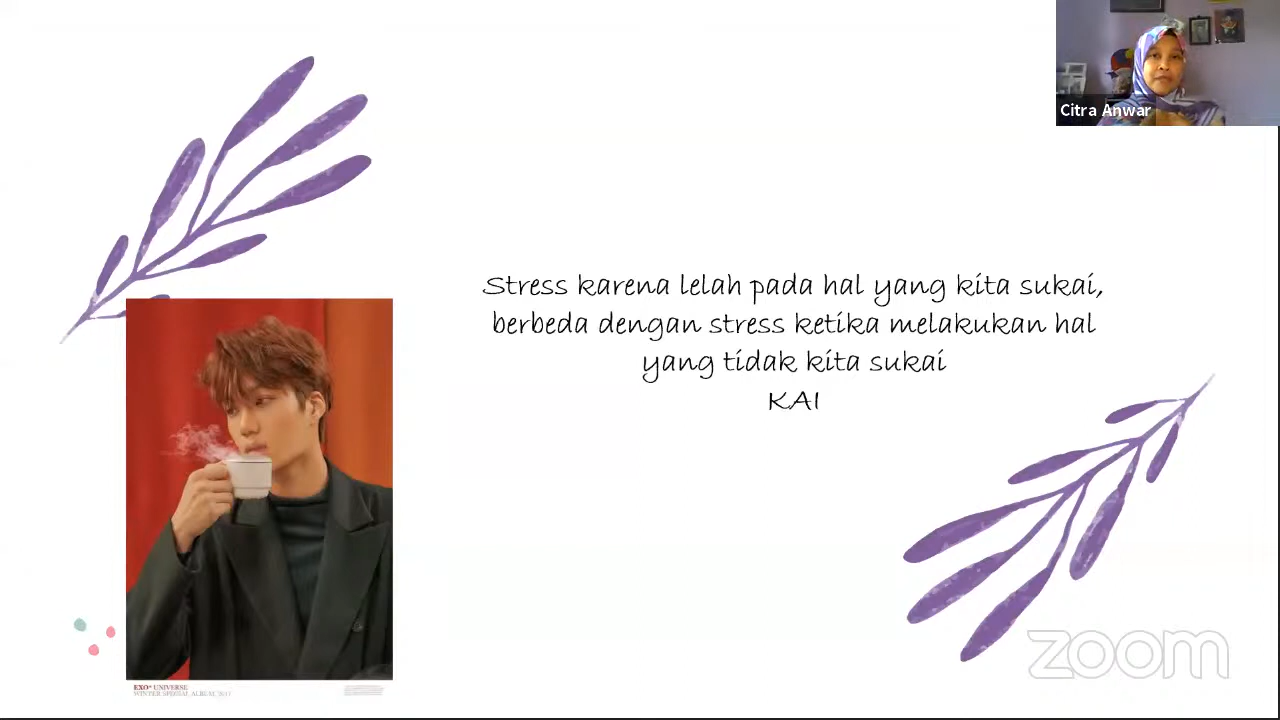 Citra Anwar
Stress karena lelah pada hal yang kita sukai,
berbeda dengan stress ketika melakukan hal
yang tidak kita sukai
KAI
EXO UNIVERSE
WINTER SPECIAL ALBUM
zoom